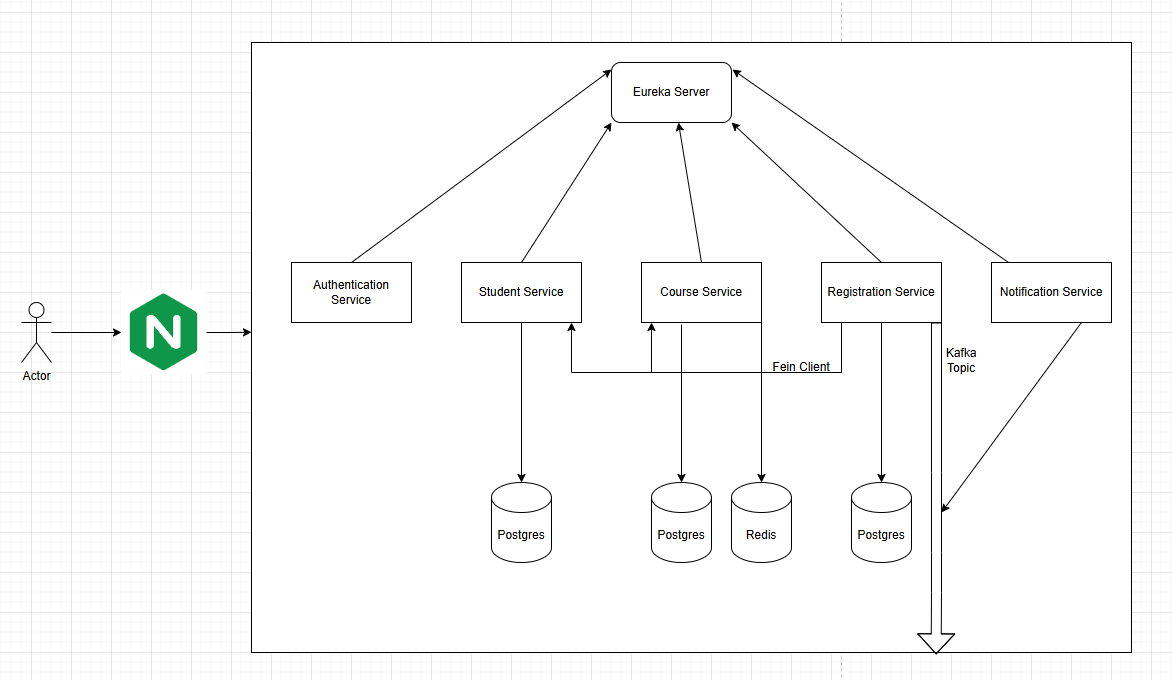 Eureka Server
Authentication
Service
Student Service
Course Service
Registration Service
Notification Service
N
Actor
Fein Client
Kafka
Topic
Postgres
Postgres
Redis
Postgres